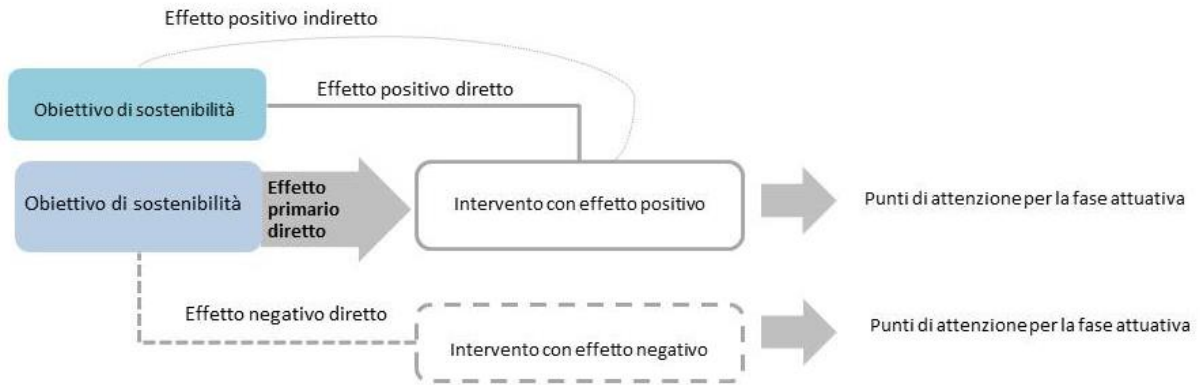 Effetto positivo indiretto
Effetto positivo diretto
Obiettivo di sostenibilità
Obiettivo di sostenibilità
Effetto
primario
diretto
Intervento con effetto positivo
Punti di attenzione per la fase attuativa
Effetto negativo diretto
Intervento con effetto negativo
Punti di attenzione per la fase attuativa